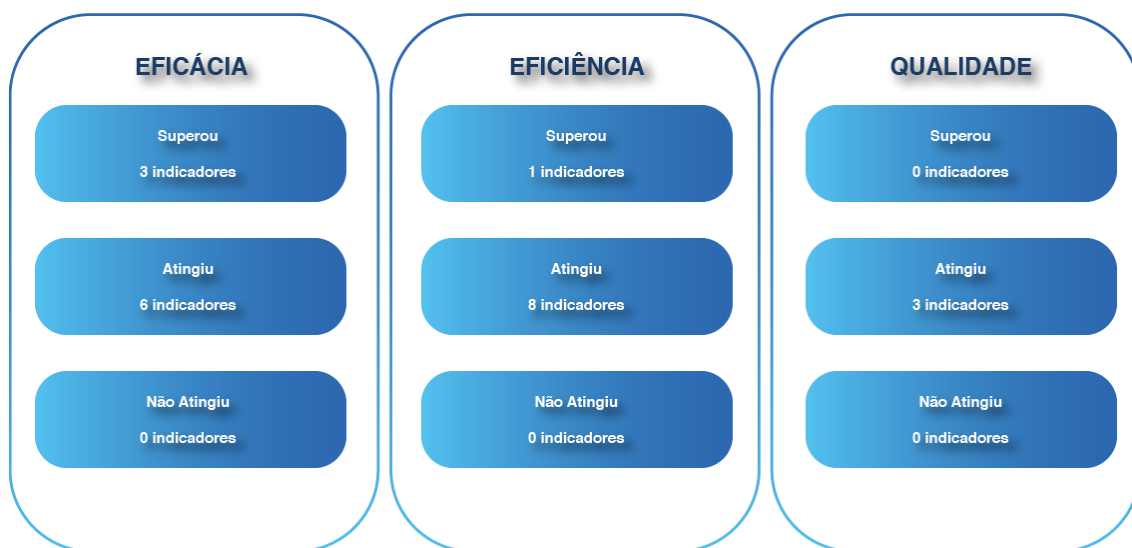 EFICÁCIA
Superou
3 indicadores
Atingiu
6 indicadores
Não Atingiu
0 indicadores
EFICIÊNCIA
Superou
1 indicadores
Atingiu
8 indicadores
Não Atingiu
0 indicadores
QUALIDADE
Superou
0 indicadores
Atingiu
3 indicadores
Não Atingiu
0 indicadores